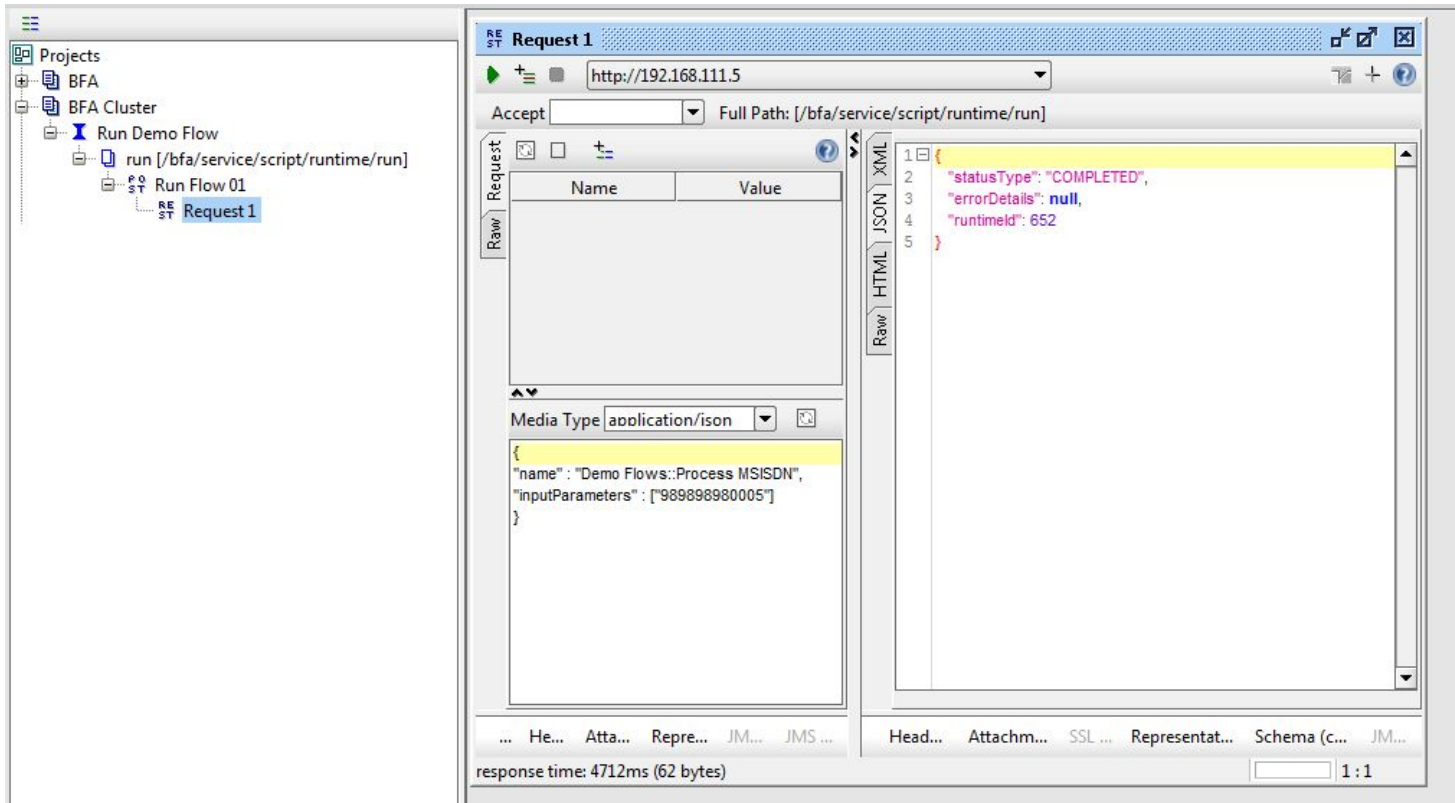 Projects
BFA
BFA Cluster
Run Demo Flow
run [/bfa/service/script/runtime/run]
Run Flow 01
Request 1
REST Request 1
http://192.168.111.5
Accept
Full Path: [/bfa/service/script/runtime/run]
Request
Raw
Name Value
Media Type application/json
{
"name" : "Demo Flows::Process MSISDN",
"inputParameters" : ["989898980005"]
}
XML
JSON
HTML
Raw
1 {
2 "statusType": "COMPLETED",
3 "errorDetails": null,
4 "runtimeId": 652
5 }
... He... Atta... Repre... JM... JMS ...
Head... Attachm... SSL ... Representat... Schema (c... JM...
response time: 4712ms (62 bytes)
1 : 1